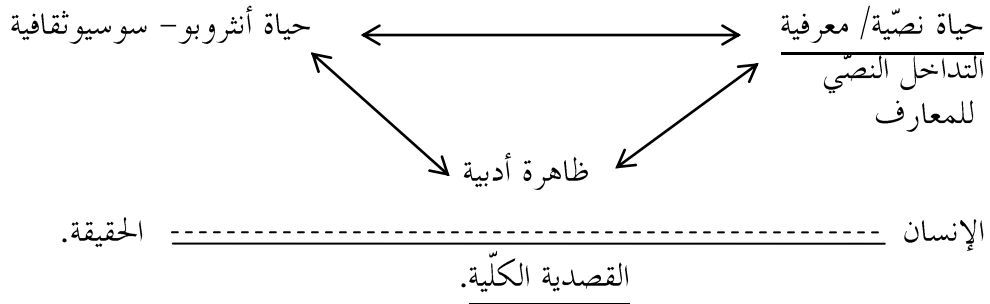 حياة نصّية/ معرفية حياة أنثروبو– سوسيوثقافية
التداخل النصّي
للمعارف
ظاهرة أدبية
الإنسان الحقيقة.
القصدية الكلّية.